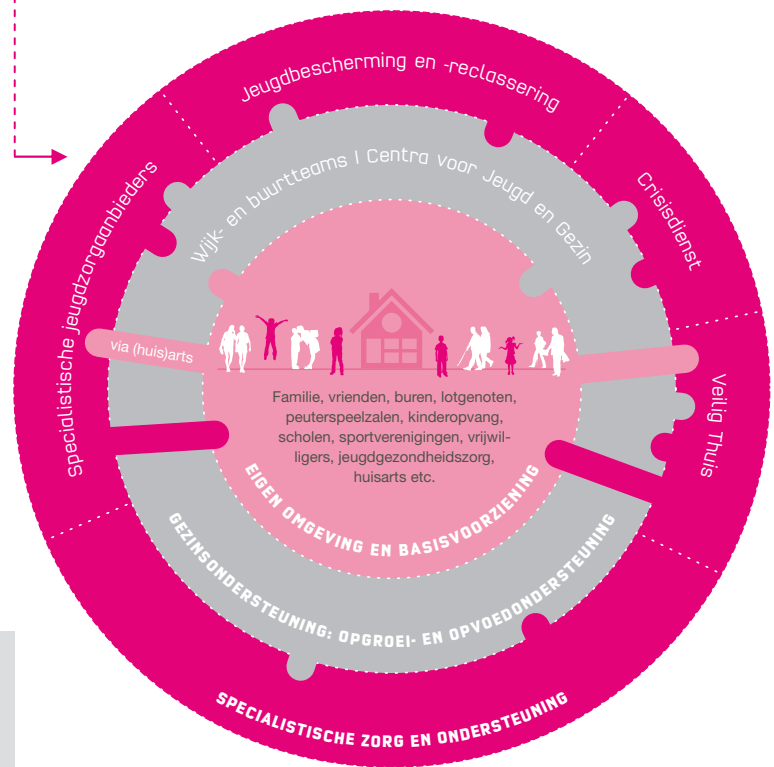 Jeugdbescherming en -reclassering
Specialistische jeugdzorgaanbieders
Crisisdienst
Veilig Thuis
Wijk- en buurtteams | Centra voor Jeugd en Gezin
via (huis)arts
Familie, vrienden, buren, lotgenoten,
peuterspeelzalen, kinderopvang,
scholen, sportverenigingen, vrijwil-
ligers, jeugdgezondheidszorg,
huisarts etc.
EIGEN OMGEVING EN BASISVOORZIENING
GEZINSONDERSTEUNING: OPGROEI- EN OPVOEDONDERSTEUNING
SPECIALISTISCHE ZORG EN ONDERSTEUNING